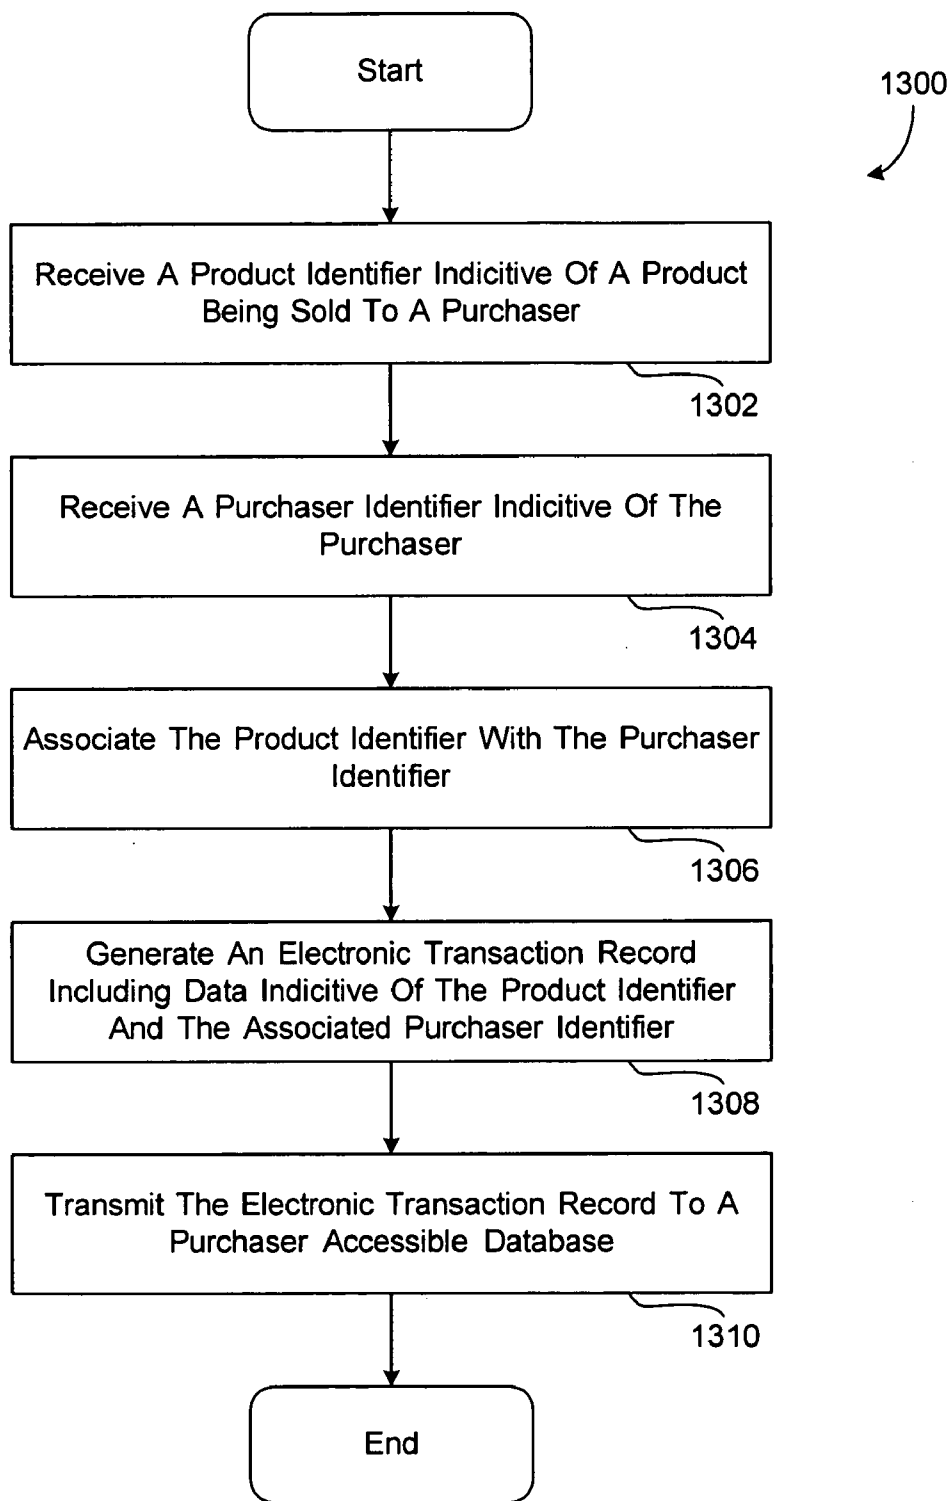 Start
1300
Receive A Product Identifier Indicitive Of A Product
Being Sold To A Purchaser
1302
Receive A Purchaser Identifier Indicitive Of The
Purchaser
1304
Associate The Product Identifier With The Purchaser
Identifier
1306
Generate An Electronic Transaction Record
Including Data Indicitive Of The Product Identifier
And The Associated Purchaser Identifier
1308
Transmit The Electronic Transaction Record To A
Purchaser Accessible Database
1310
End